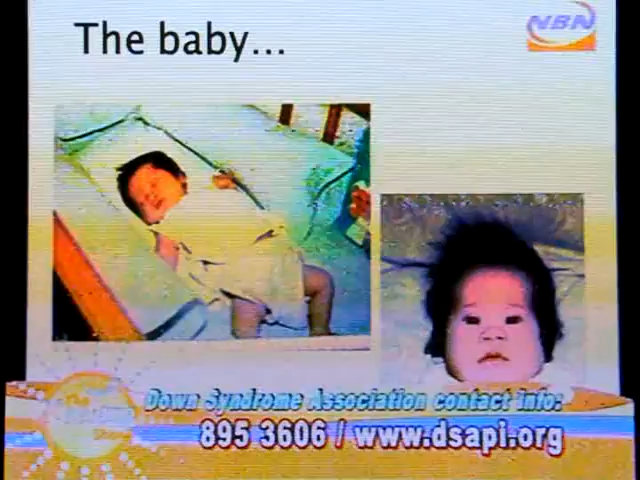 The baby...
NBN
Down Syndrome Association contact info:
895 3606 / www.dsapi.org